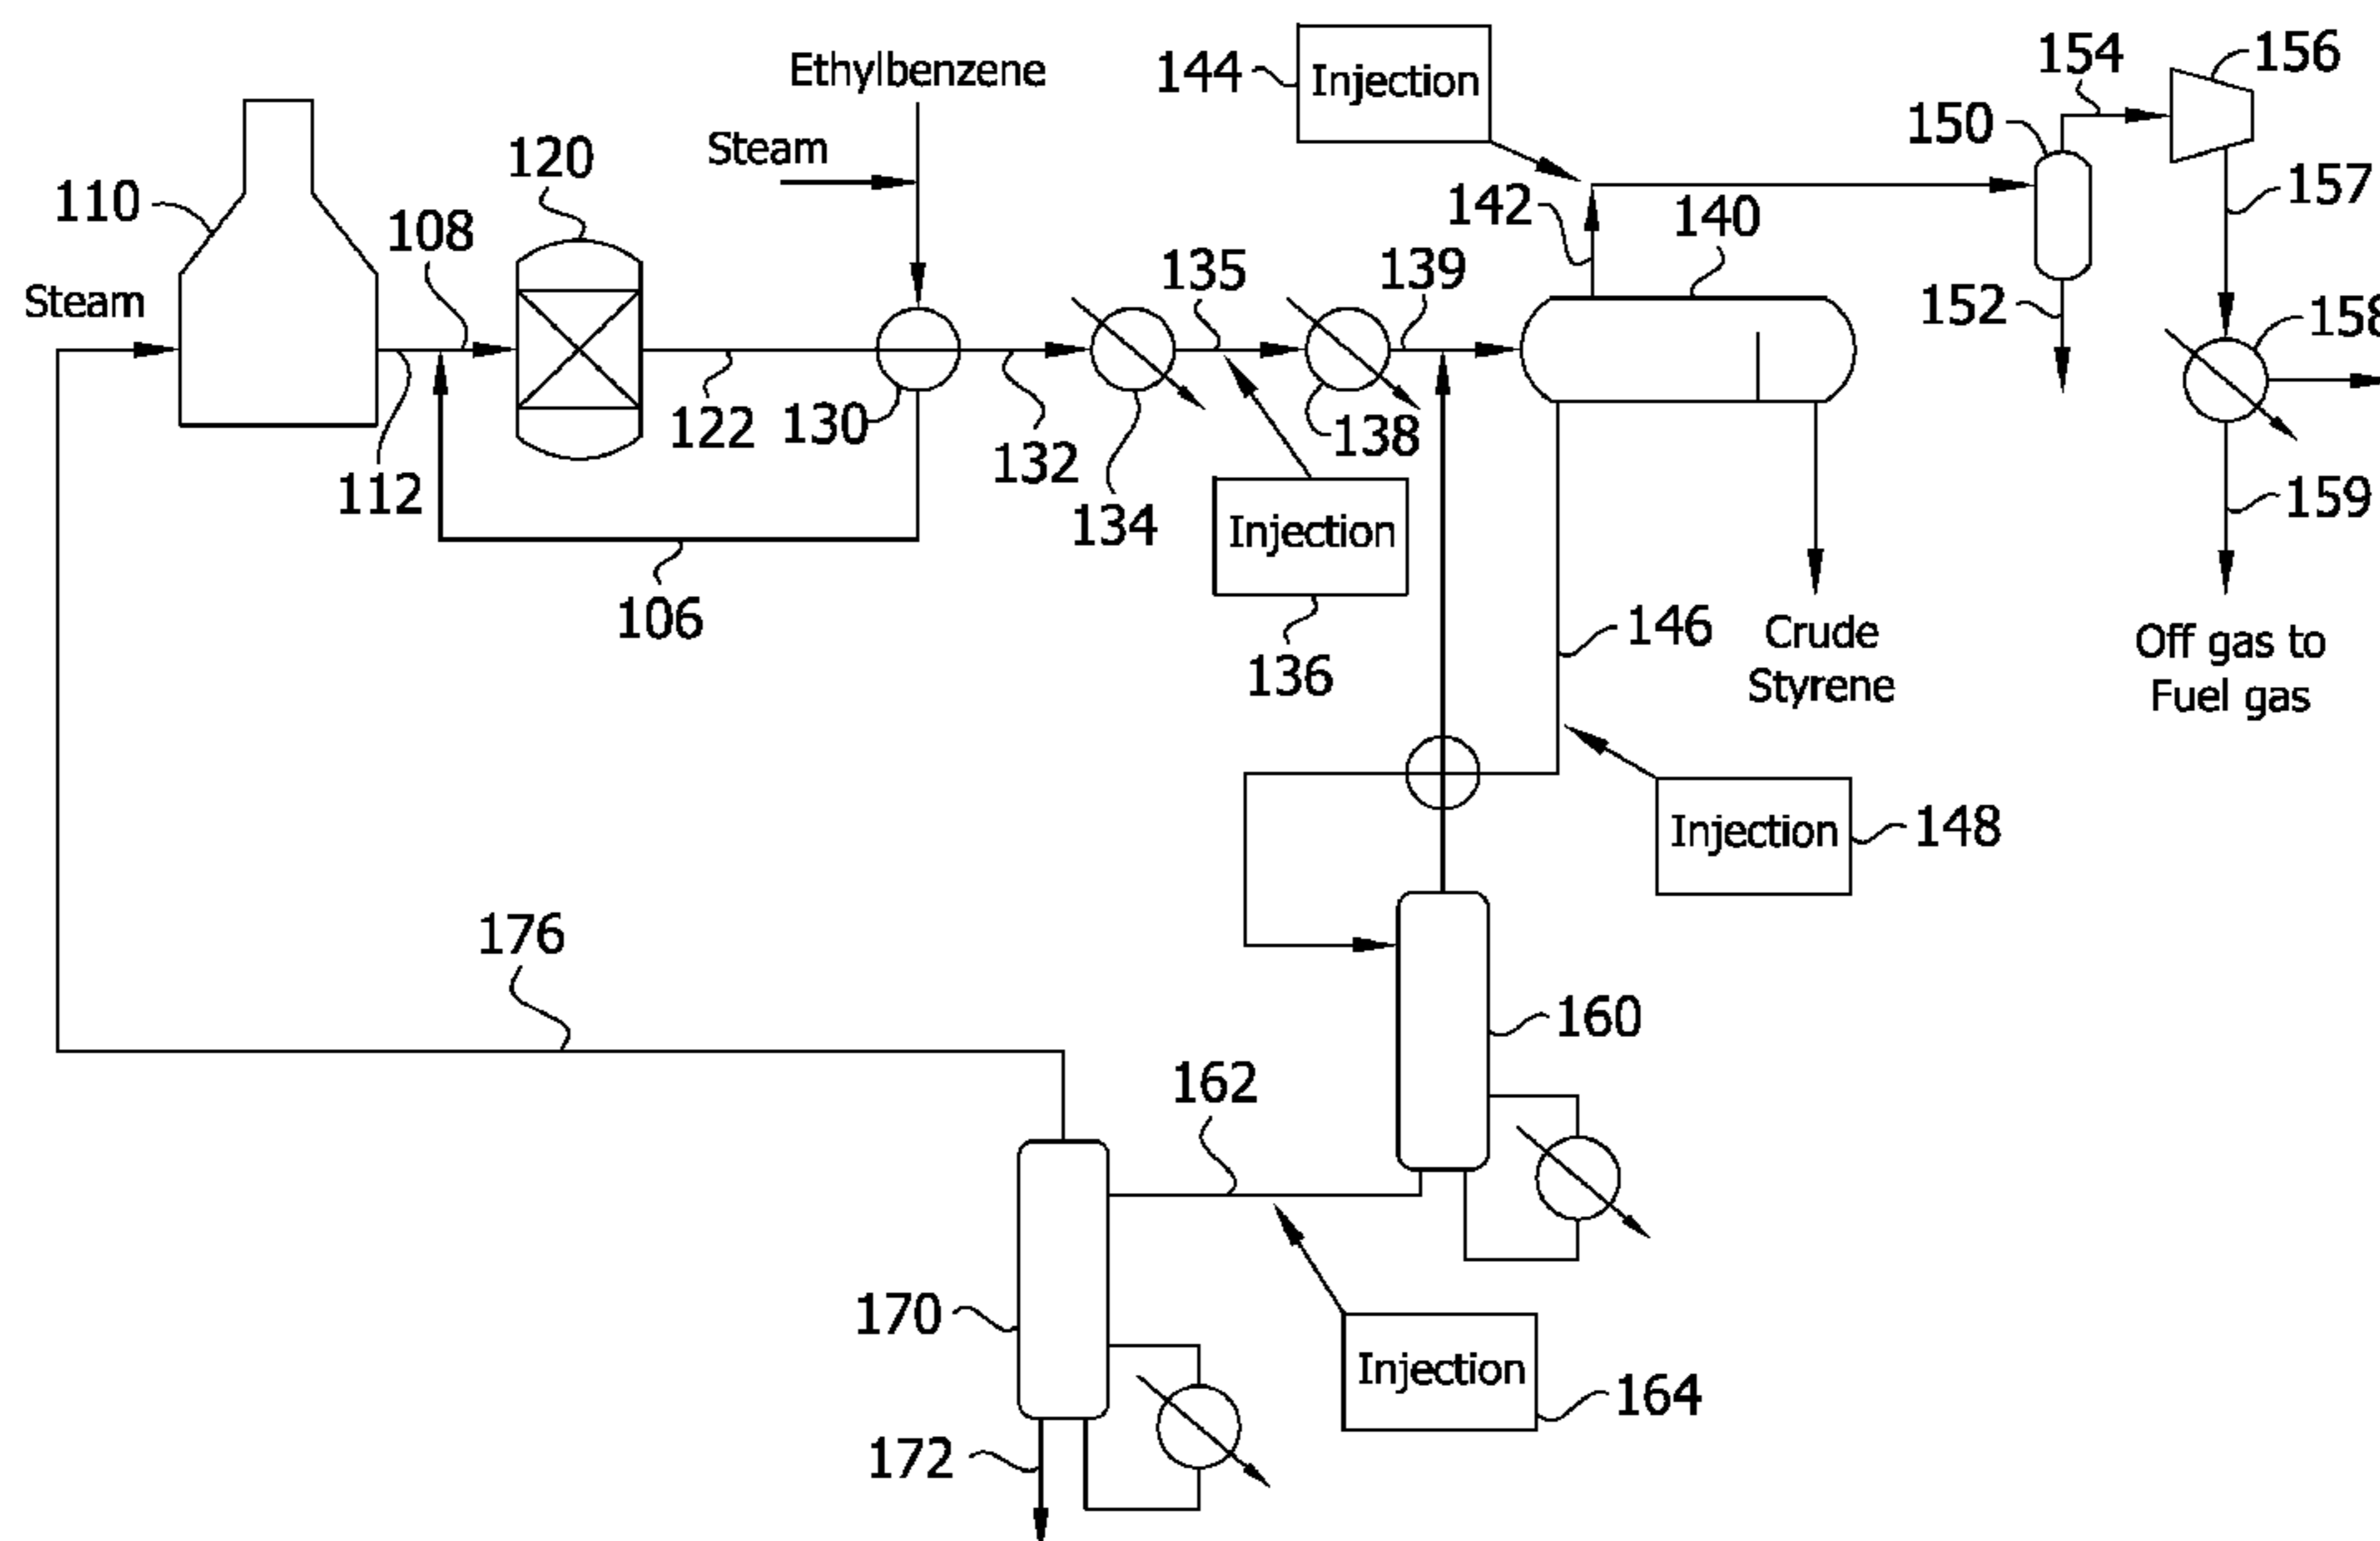 Ethylbenzene
144
Injection
154
156
Steam
120
150
110
108
142
140
157
Steam
135
139
152
158
112
122
130
132
134
138
Injection
159
106
136
146
Crude
Styrene
Off gas to
Fuel gas
Injection
148
176
160
162
170
Injection
164
172